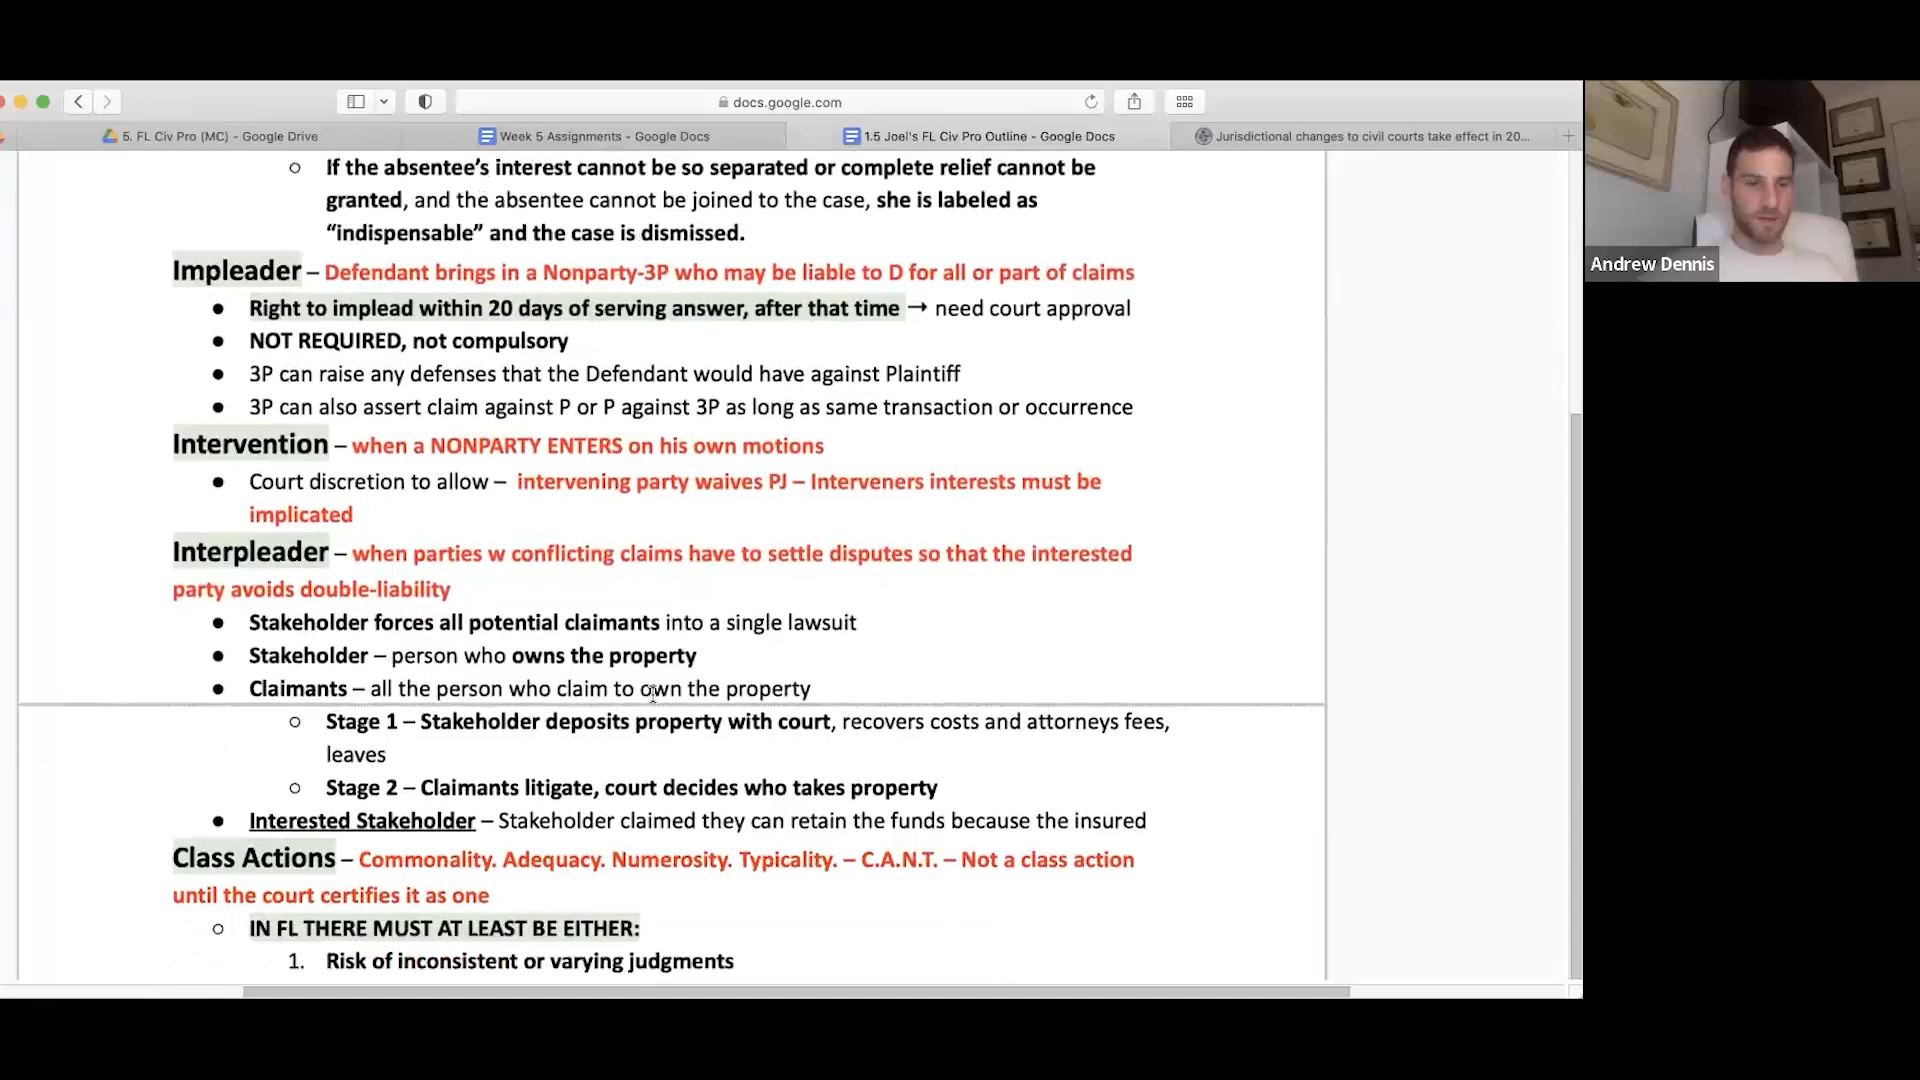 docs.google.com
5. FL Civ Pro (MC) - Google Drive
Week 5 Assignments - Google Docs
1.5 Joel's FL Civ Pro Outline - Google Docs
Jurisdictional changes to civil courts take effect in 20...
○ If the absentee’s interest cannot be so separated or complete relief cannot be
granted, and the absentee cannot be joined to the case, she is labeled as
“indispensable” and the case is dismissed.
Impleader – Defendant brings in a Nonparty-3P who may be liable to D for all or part of claims
● Right to implead within 20 days of serving answer, after that time → need court approval
● NOT REQUIRED, not compulsory
● 3P can raise any defenses that the Defendant would have against Plaintiff
● 3P can also assert claim against P or P against 3P as long as same transaction or occurrence
Intervention – when a NONPARTY ENTERS on his own motions
● Court discretion to allow – intervening party waives PJ – Interveners interests must be
implicated
Interpleader – when parties w conflicting claims have to settle disputes so that the interested
party avoids double-liability
● Stakeholder forces all potential claimants into a single lawsuit
● Stakeholder – person who owns the property
● Claimants – all the person who claim to own the property
○ Stage 1 – Stakeholder deposits property with court, recovers costs and attorneys fees,
leaves
○ Stage 2 – Claimants litigate, court decides who takes property
● Interested Stakeholder – Stakeholder claimed they can retain the funds because the insured
Class Actions – Commonality. Adequacy. Numerosity. Typicality. – C.A.N.T. – Not a class action
until the court certifies it as one
○ IN FL THERE MUST AT LEAST BE EITHER:
1. Risk of inconsistent or varying judgments
Andrew Dennis